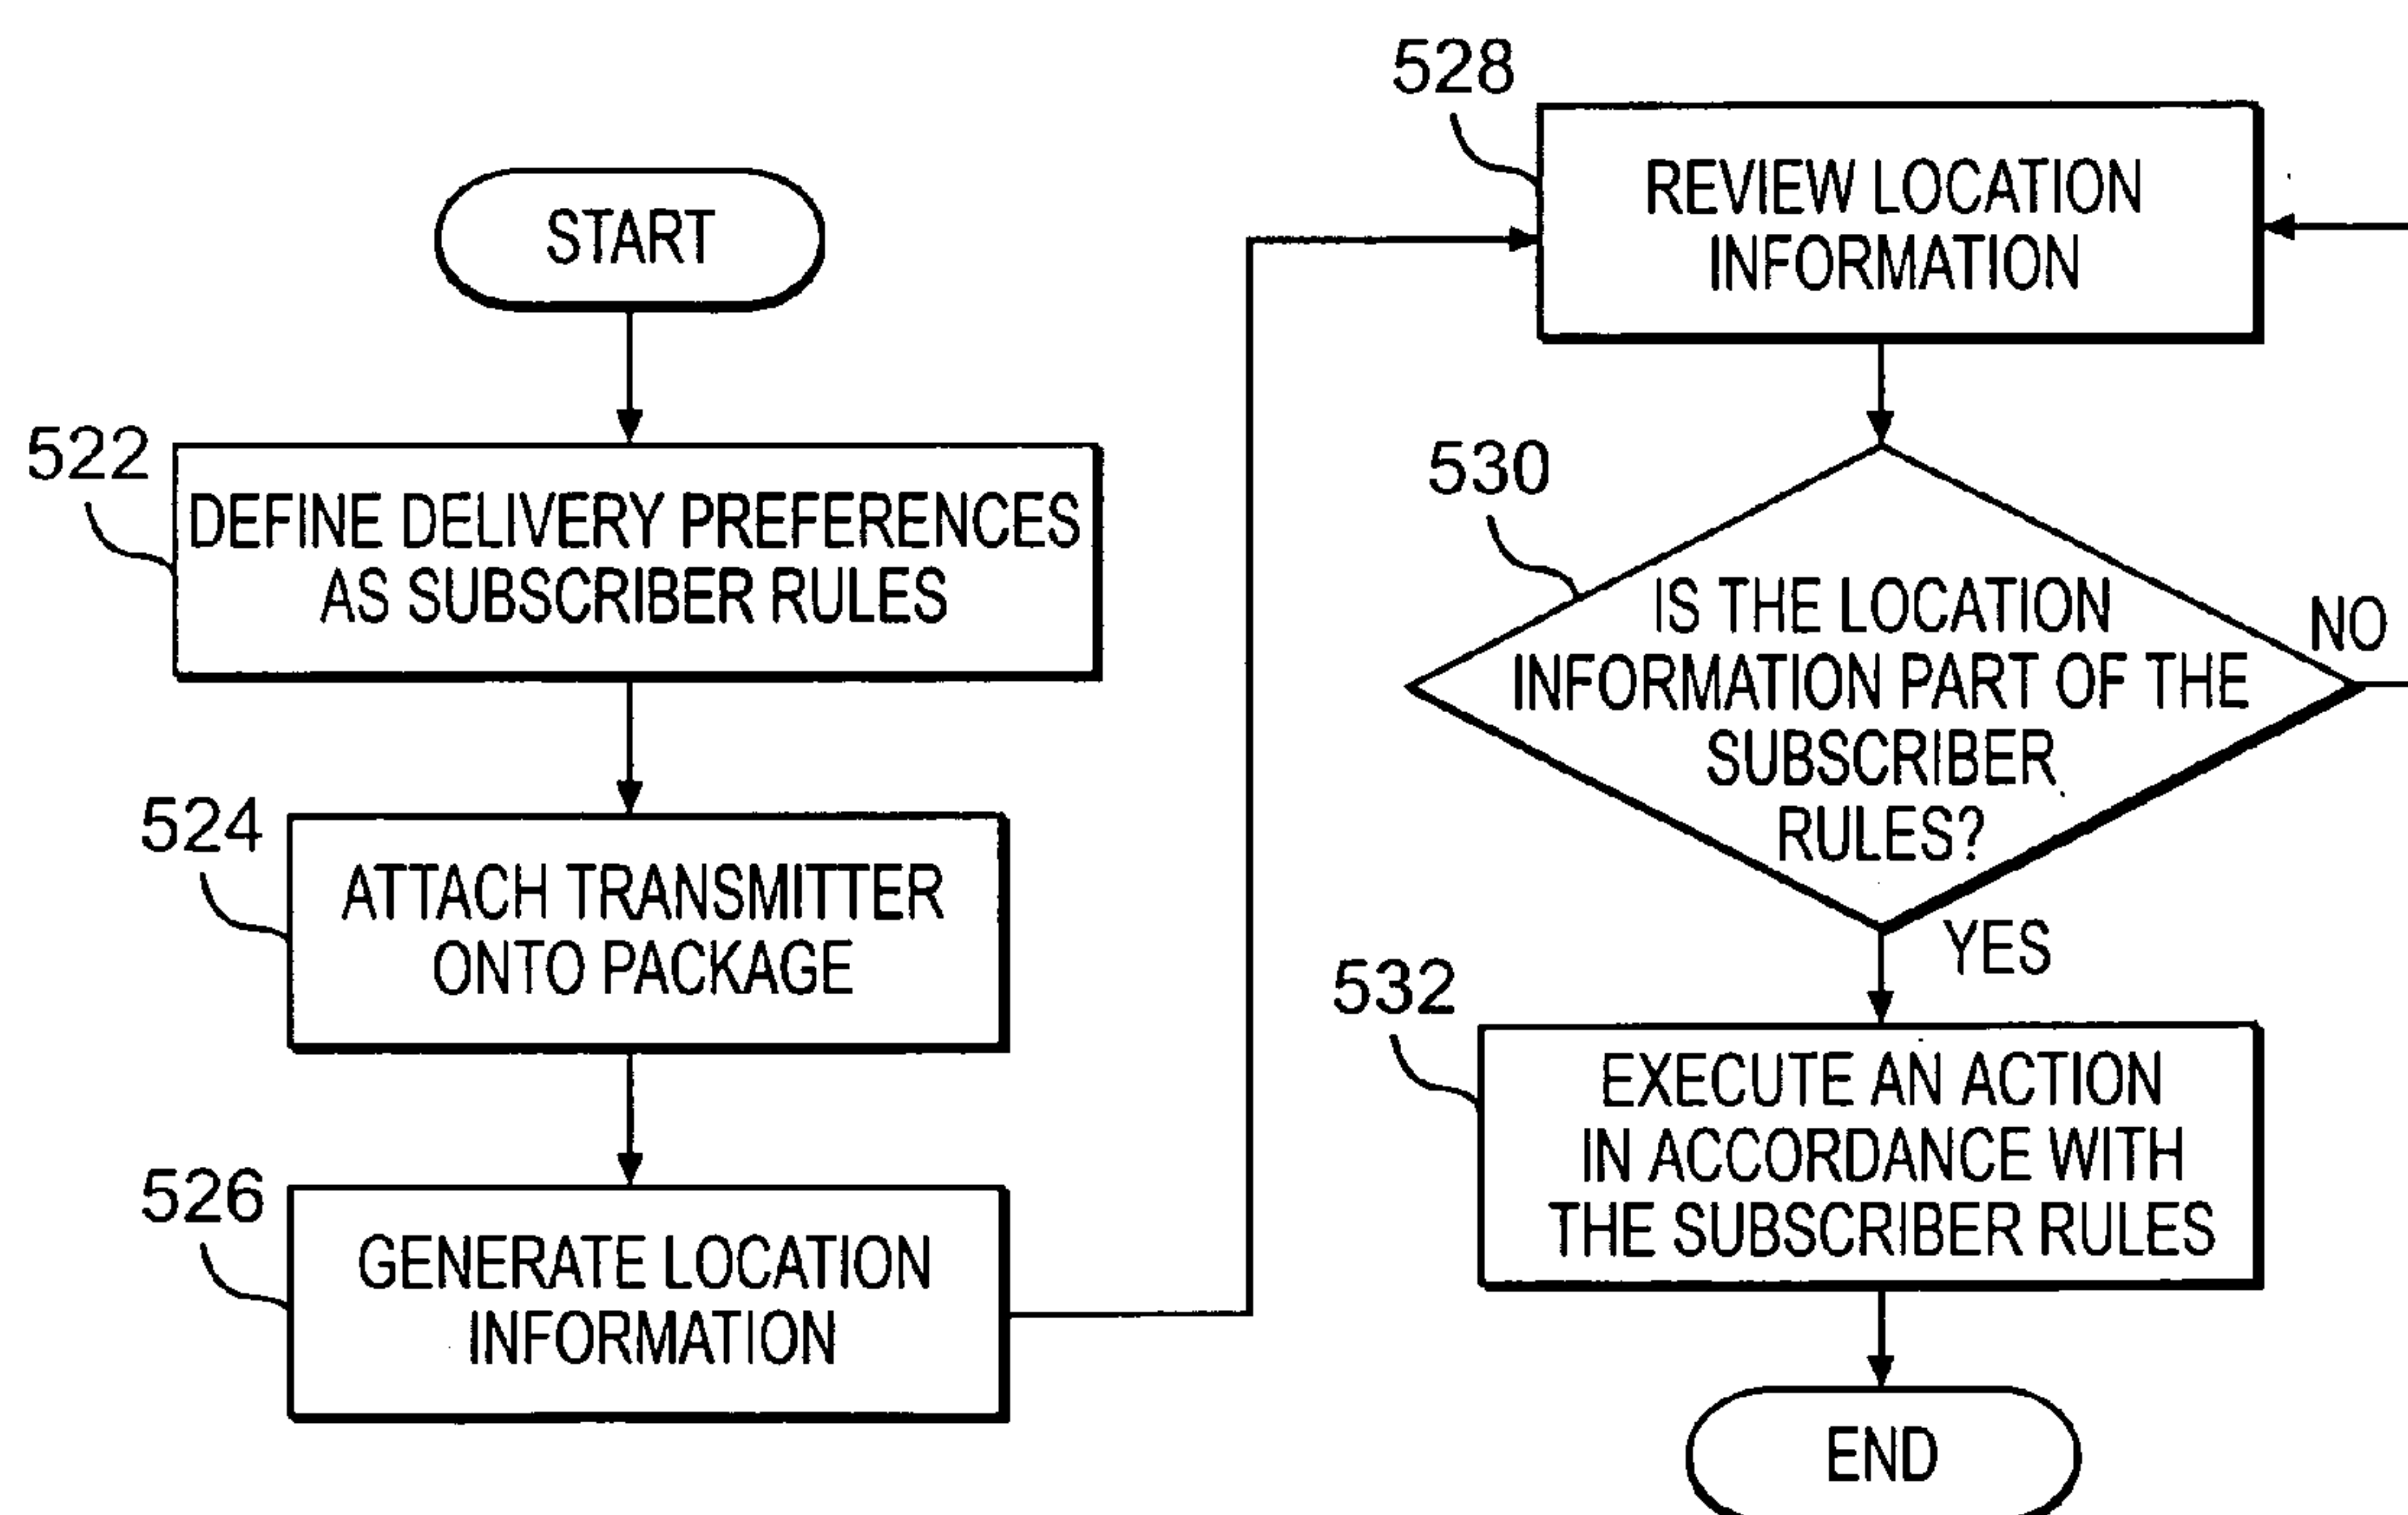 START
522
DEFINE DELIVERY PREFERENCES
AS SUBSCRIBER RULES
524
ATTACH TRANSMITTER
ONTO PACKAGE
526
GENERATE LOCATION
INFORMATION
528
REVIEW LOCATION
INFORMATION
530
IS THE LOCATION
INFORMATION PART OF THE
SUBSCRIBER
RULES?
NO
YES
532
EXECUTE AN ACTION
IN ACCORDANCE WITH
THE SUBSCRIBER RULES
END